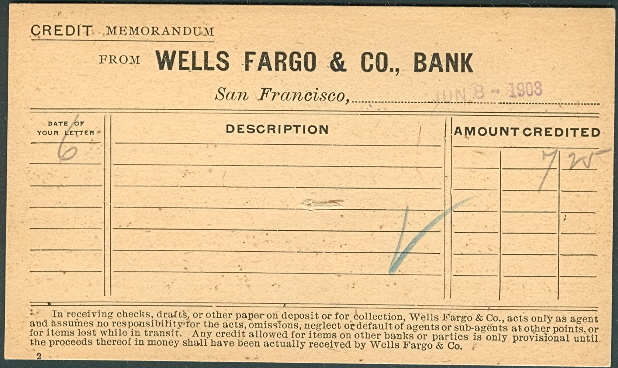 CREDIT MEMORANDUM
FROM WELLS FARGO & CO., BANK
San Francisco, JUN 8 - 1903
DATE OF YOUR LETTER DESCRIPTION AMOUNT CREDITED
6 7 25
In receiving checks, drafts, or other paper on deposit or for collection, Wells Fargo & Co., acts only as agent
and assumes no responsibility for the acts, omissions, neglect or default of agents or sub-agents at other points, or
for items lost while in transit. Any credit allowed for items on other banks or parties is only provisional until
the proceeds thereof in money shall have been actually received by Wells Fargo & Co.
2